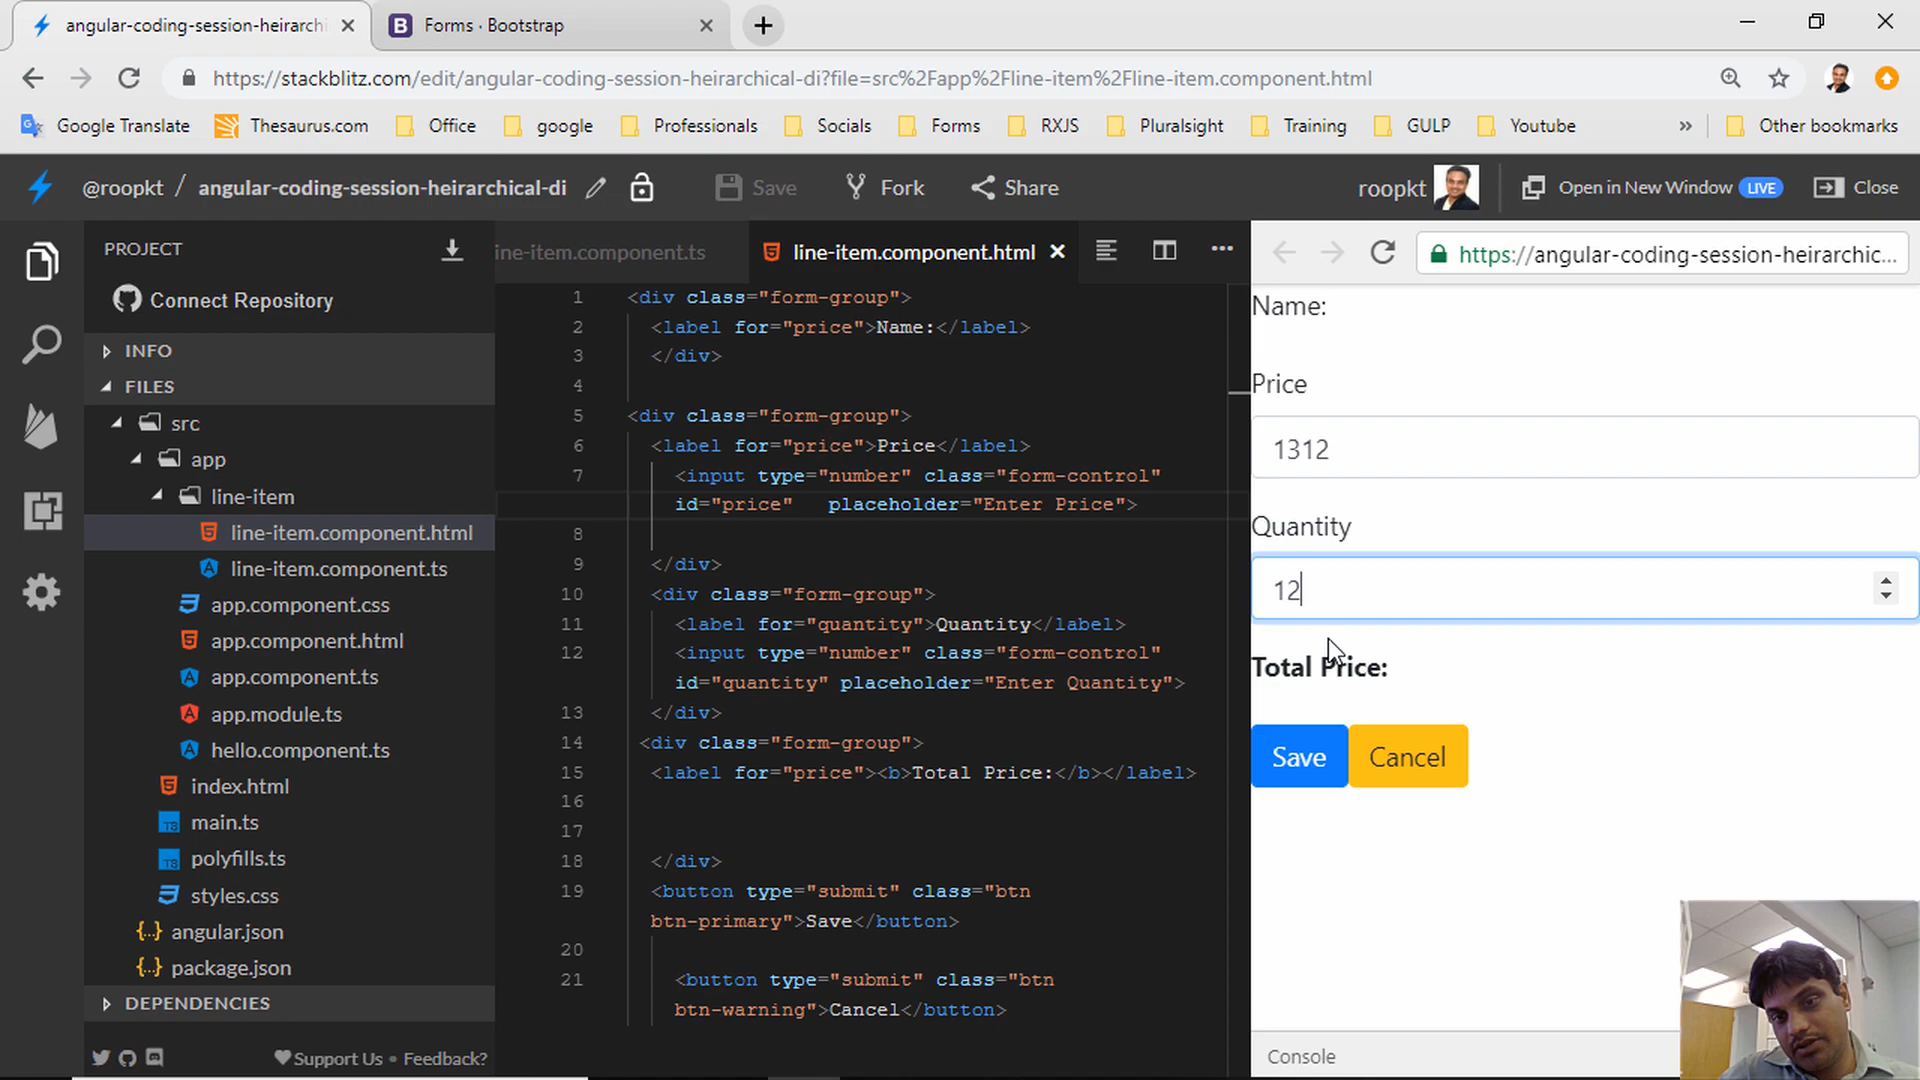 angular-coding-session-heirarchi
Forms · Bootstrap
https://stackblitz.com/edit/angular-coding-session-heirarchical-di?file=src%2Fapp%2Fline-item%2Fline-item.component.html
Google Translate
Thesaurus.com
Office
google
Professionals
Socials
Forms
RXJS
Pluralsight
Training
GULP
Youtube
»
Other bookmarks
@roopkt / angular-coding-session-heirarchical-di
Save
Fork
Share
roopkt
Open in New Window LIVE
Close
PROJECT
Connect Repository
INFO
FILES
src
app
line-item
line-item.component.html
line-item.component.ts
app.component.css
app.component.html
app.component.ts
app.module.ts
hello.component.ts
index.html
main.ts
polyfills.ts
styles.css
angular.json
package.json
DEPENDENCIES
Support Us • Feedback?
ine-item.component.ts
line-item.component.html
1 <div class="form-group">
2 <label for="price">Name:</label>
3 </div>
4
5 <div class="form-group">
6 <label for="price">Price</label>
7 <input type="number" class="form-control"
id="price" placeholder="Enter Price">
8
9 </div>
10 <div class="form-group">
11 <label for="quantity">Quantity</label>
12 <input type="number" class="form-control"
id="quantity" placeholder="Enter Quantity">
13 </div>
14 <div class="form-group">
15 <label for="price"><b>Total Price:</b></label>
16
17
18 </div>
19 <button type="submit" class="btn
btn-primary">Save</button>
20
21 <button type="submit" class="btn
btn-warning">Cancel</button>
https://angular-coding-session-heirarchic...
Name:
Price
1312
Quantity
12
Total Price:
Save
Cancel
Console